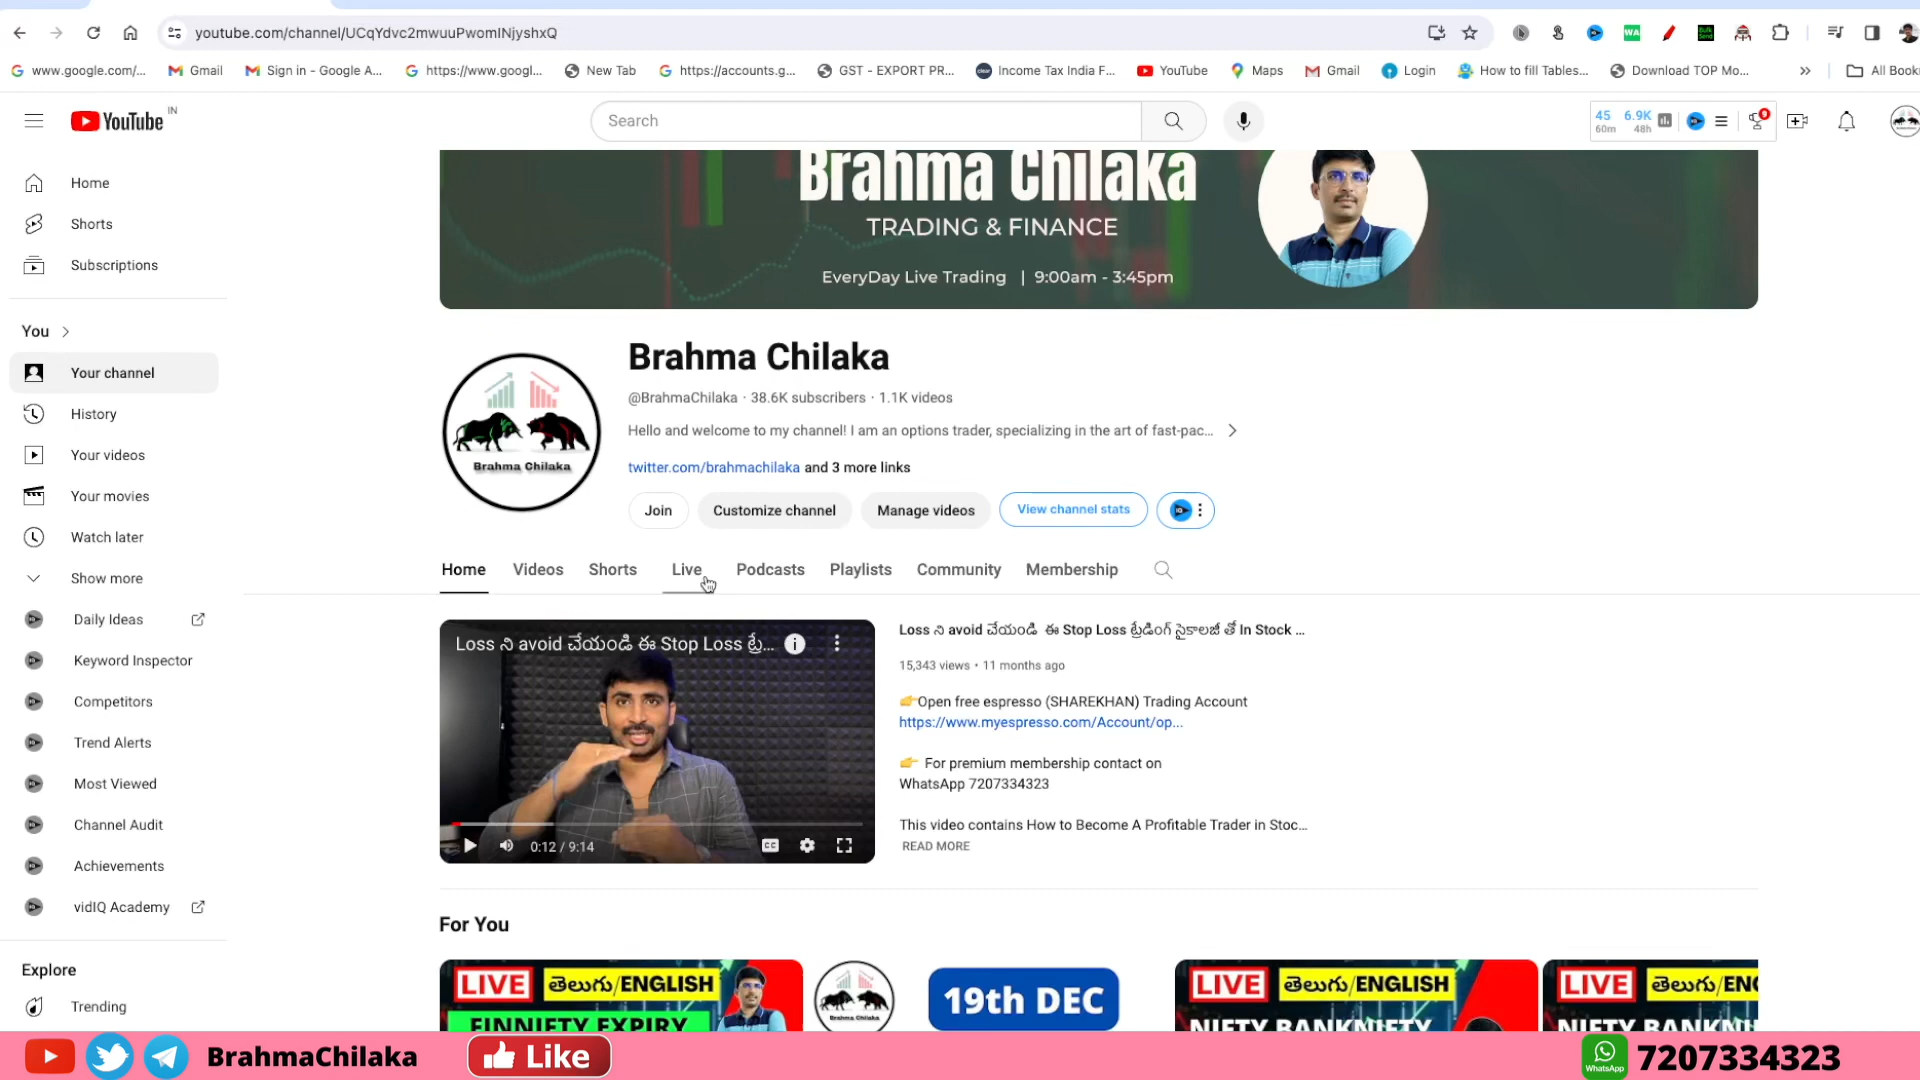 youtube.com/channel/UCqYdvc2mwuuPwomINjyshxQ
www.google.com/...
Gmail
Sign in - Google A...
https://www.googl...
New Tab
https://accounts.g...
GST - EXPORT PR...
Income Tax India F...
YouTube
Maps
Gmail
Login
How to fill Tables...
Download TOP Mo...
All Book
YouTube IN
Search
45 6.9K
60m 48h
Brahma Chilaka
TRADING & FINANCE
EveryDay Live Trading | 9:00am - 3:45pm
Home
Shorts
Subscriptions
You
Your channel
History
Your videos
Your movies
Watch later
Show more
Daily Ideas
Keyword Inspector
Competitors
Trend Alerts
Most Viewed
Channel Audit
Achievements
vidIQ Academy
Explore
Trending
Brahma Chilaka
Brahma Chilaka
@BrahmaChilaka · 38.6K subscribers · 1.1K videos
Hello and welcome to my channel! I am an options trader, specializing in the art of fast-pac...
twitter.com/brahmachilaka and 3 more links
Join
Customize channel
Manage videos
View channel stats
Home Videos Shorts Live Podcasts Playlists Community Membership
Loss ని avoid చేయండి ఈ Stop Loss ట్రే...
0:12 / 9:14
Loss ని avoid చేయండి ఈ Stop Loss ట్రేడింగ్ సైకాలజీ తో In Stock ...
15,343 views • 11 months ago
👉Open free espresso (SHAREKHAN) Trading Account
https://www.myespresso.com/Account/op...
👉 For premium membership contact on
WhatsApp 7207334323
This video contains How to Become A Profitable Trader in Stoc...
READ MORE
For You
LIVE తెలుగు/ENGLISH
FINNIFTY EXPIRY
19th DEC
LIVE తెలుగు/ENGLISH
NIFTY BANKNIFTY
LIVE తెలుగు/ENG
NIFTY BANKNI
BrahmaChilaka
Like
WhatsApp
7207334323